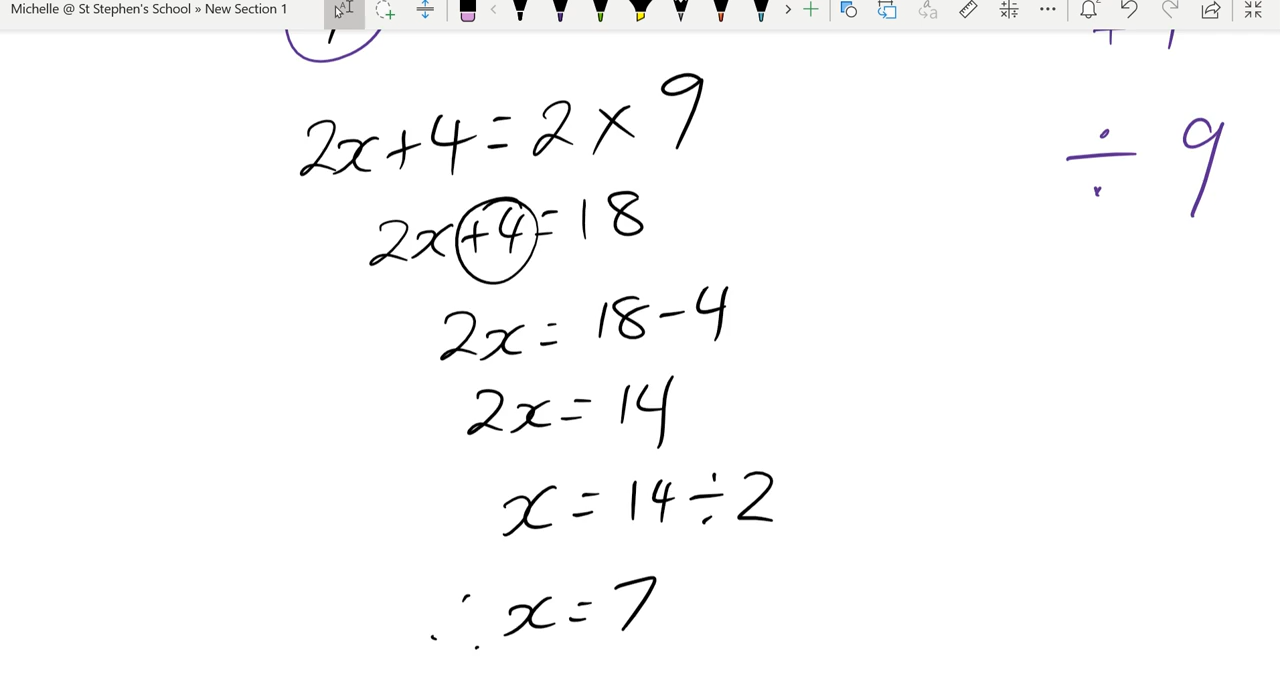 Michelle @ St Stephen's School » New Section 1
2x+4=2×9
÷ 9
2x+4=18
2x=18-4
2x=14
x=14÷2
∴ x=7